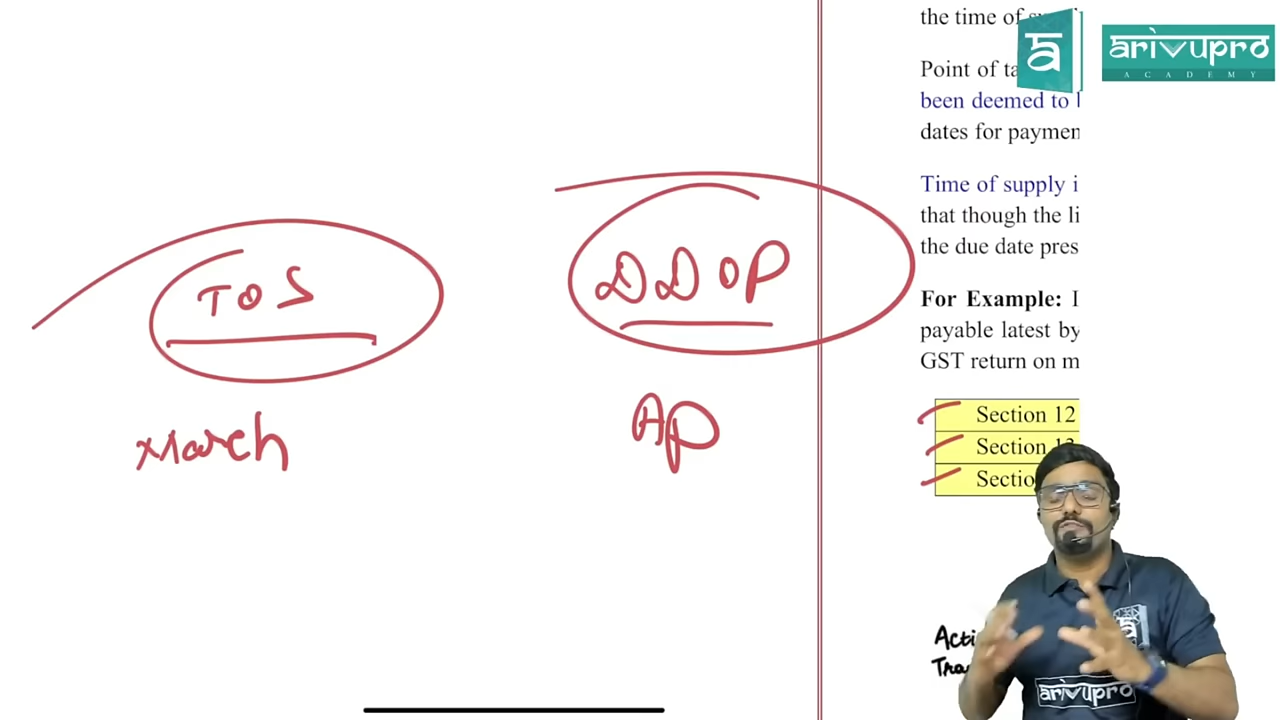 TOS
March
DDOP
AP
the time of
Point of ta
been deemed to b
dates for paymen
Time of supply i
that though the li
the due date pres
For Example: I
payable latest by
GST return on m
Section 12
Section 13
Sectio
Acti
Tra
arivupro
ACADEMY
arivupro